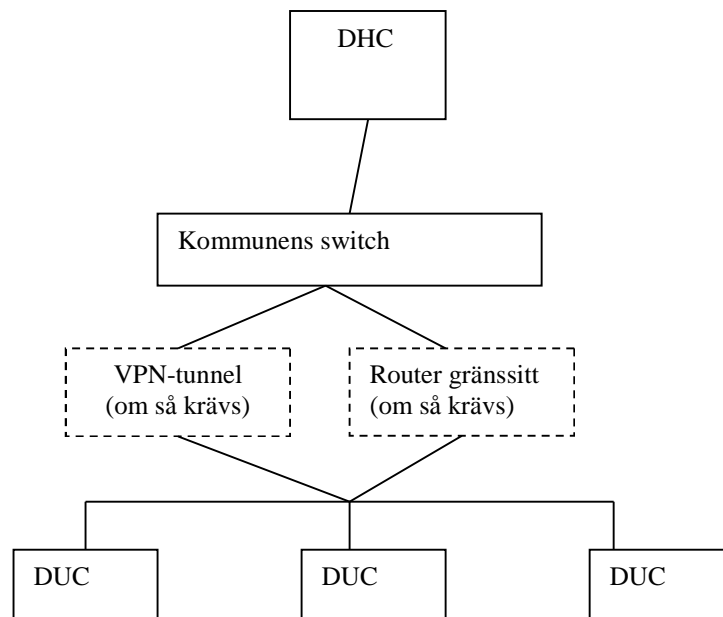 DHC
Kommunens switch
VPN-tunnel
(om så krävs)
Router gränssitt
(om så krävs)
DUC
DUC
DUC